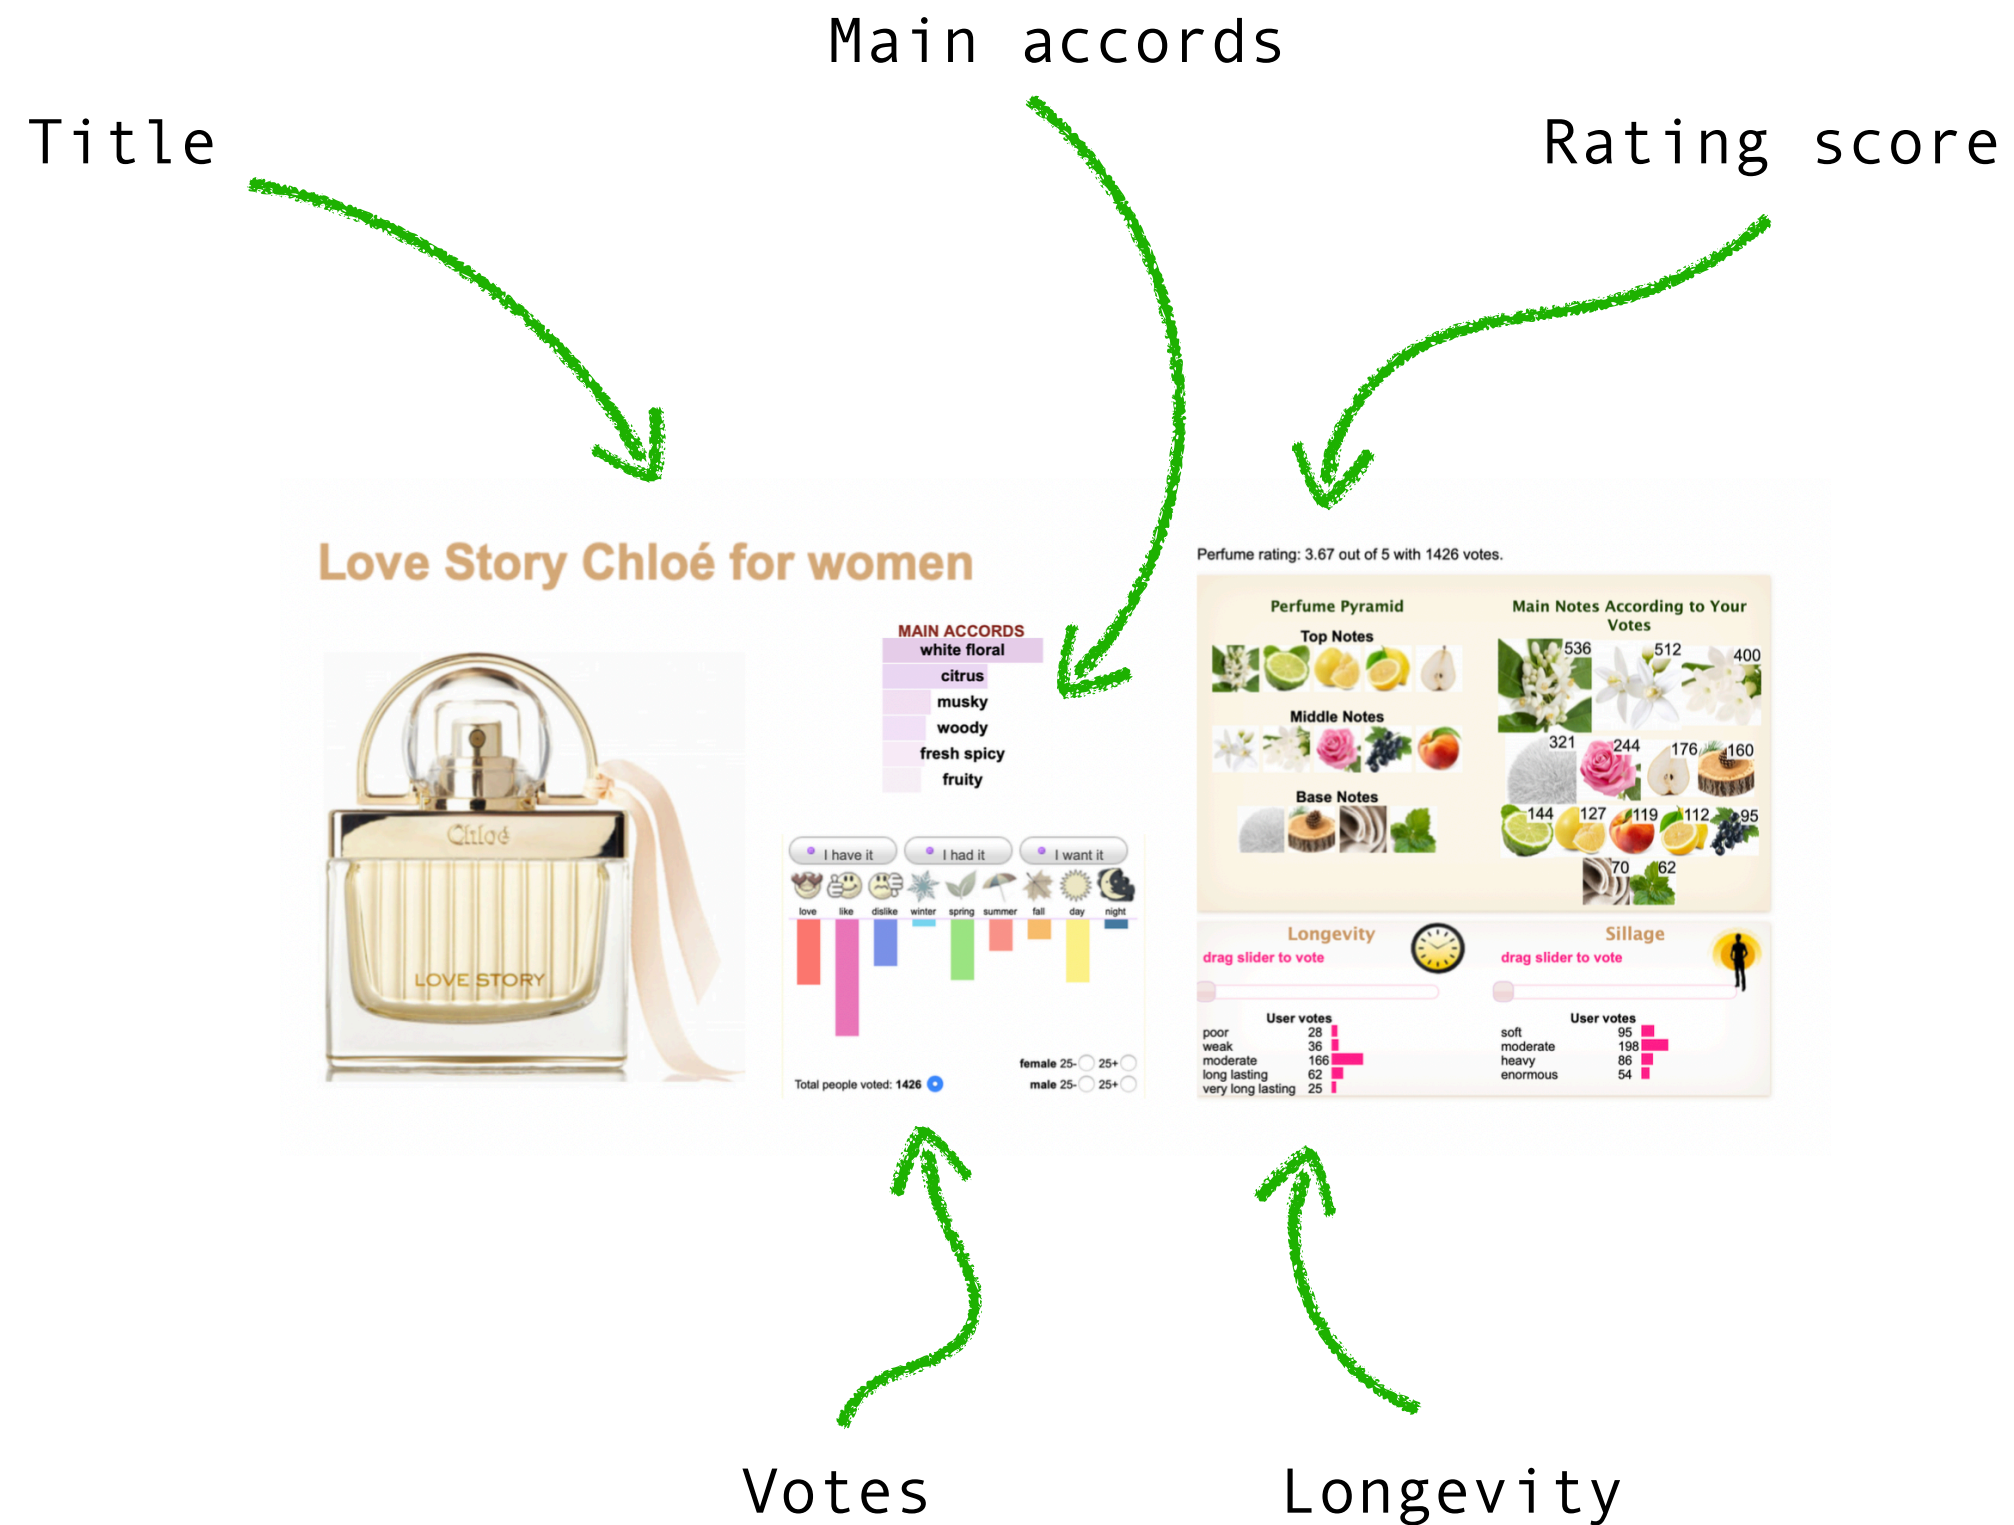 Main accords
Title
Rating score
Love Story Chloé for women
Perfume rating: 3.67 out of 5 with 1426 votes.
MAIN ACCORDS
white floral
citrus
musky
woody
fresh spicy
fruity
Chloé
LOVE STORY
I have it
I had it
I want it
love like dislike winter spring summer fall day night
female 25- 25+
Total people voted: 1426
male 25- 25+
Perfume Pyramid
Top Notes
Middle Notes
Base Notes
Main Notes According to Your
Votes
536 512 400
321 244 176 160
144 127 119 112 95
70 62
Longevity
drag slider to vote
User votes
poor 28
weak 36
moderate 166
long lasting 62
very long lasting 25
Sillage
drag slider to vote
User votes
soft 95
moderate 198
heavy 86
enormous 54
Votes
Longevity